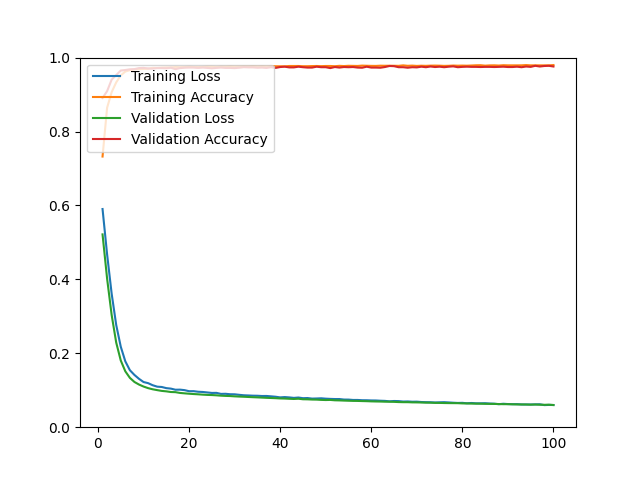 1.0
0.8
0.6
0.4
0.2
0.0
Training Loss
Training Accuracy
Validation Loss
Validation Accuracy
0 20 40 60 80 100